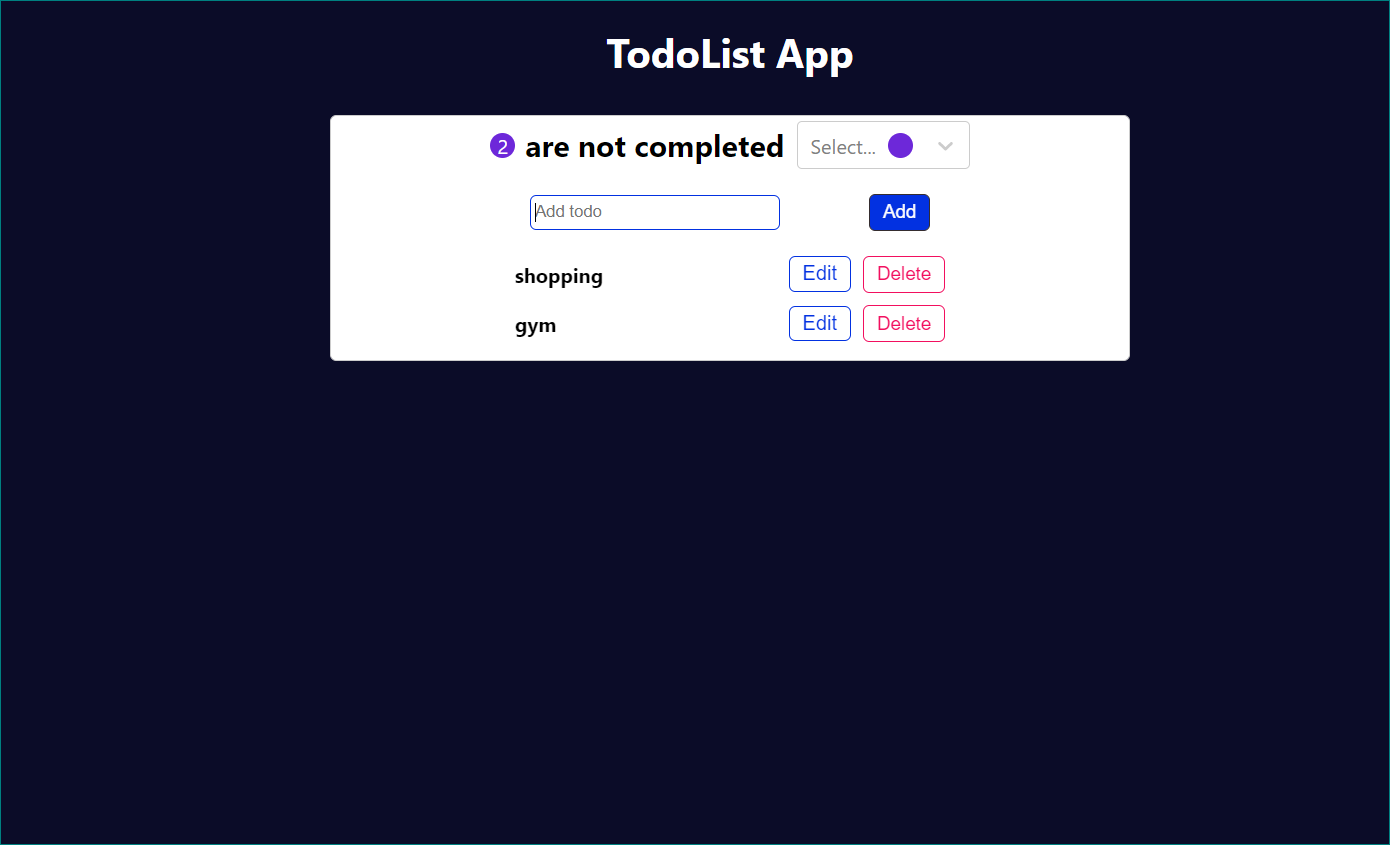 TodoList App
2 are not completed Select...
Add todo Add
shopping Edit Delete
gym Edit Delete